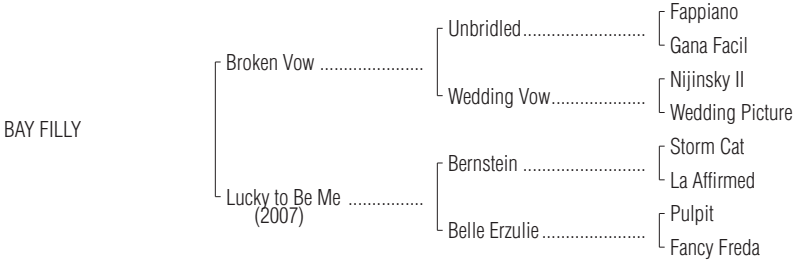 Fappiano
Unbridled..........................
Gana Facil
Broken Vow ......................
Nijinsky II
Wedding Vow....................
Wedding Picture
BAY FILLY
Storm Cat
Bernstein ..........................
La Affirmed
Lucky to Be Me ................
(2007)
Pulpit
Belle Erzulie......................
Fancy Freda